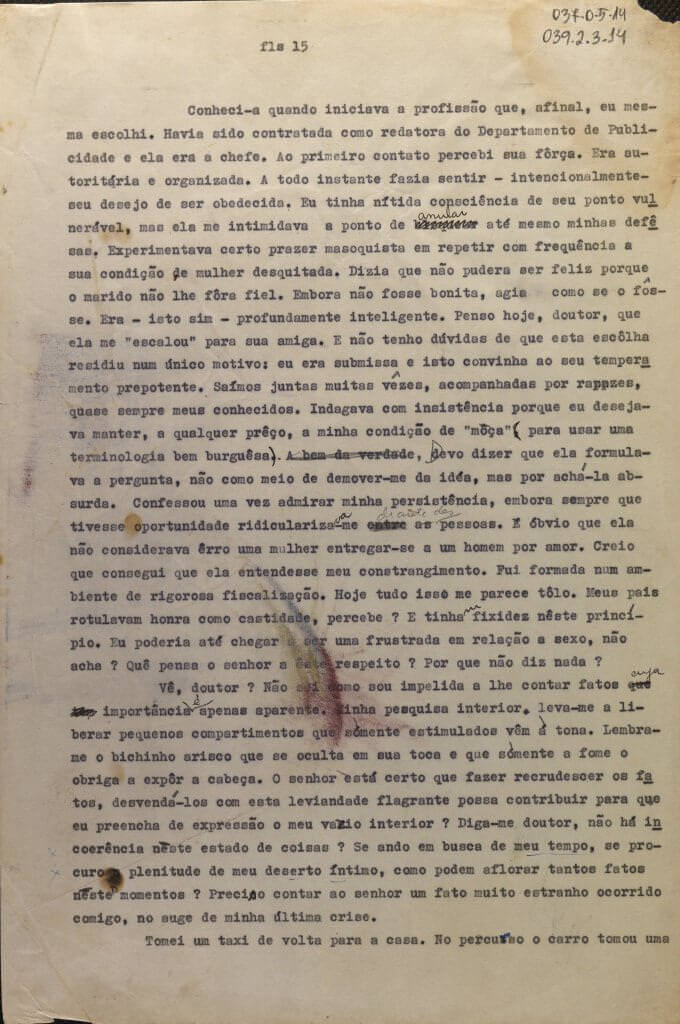 037.0.5.14
039.2.3.14
fls 15
Conheci-a quando iniciava a profissão que, afinal, eu mes-
ma escolhi. Havia sido contratada como redatora do Departamento de Publi-
cidade e ela era a chefe. Ao primeiro contato percebi sua fôrça. Era au-
toritária e organizada. A todo instante fazia sentir - intencionalmente-
seu desejo de ser obedecida. Eu tinha nítida consciência de seu ponto vul
nerável, mas ela me intimidava a ponto de anular até mesmo minhas defê
sas. Experimentava certo prazer masoquista em repetir com frequência a
sua condição de mulher desquitada. Dizia que não pudera ser feliz porque
o marido não lhe fôra fiel. Embora não fosse bonita, agia como se o fôs-
se. Era - isto sim - profundamente inteligente. Penso hoje, doutor, que
ela me "escalou" para sua amiga. E não tenho dúvidas de que esta escôlha
residiu num único motivo: eu era submissa e isto convinha ao seu tempera
mento prepotente. Saímos juntas muitas vêzes, acompanhadas por rapazes,
quase sempre meus conhecidos. Indagava com insistência porque eu deseja-
va manter, a qualquer prêço, a minha condição de "môça" ( para usar uma
terminologia bem burguêsa). A bem da verdade, Devo dizer que ela formula-
va a pergunta, não como meio de demover-me da idéa, mas por achá-la ab-
surda. Confessou uma vez admirar minha persistência, embora sempre que
tivesse oportunidade ridicularizava-me entre as diante das pessoas. É óbvio que ela
não considerava êrro uma mulher entregar-se a um homem por amor. Creio
que consegui que ela entendesse meu constrangimento. Fui formada num am-
biente de rigorosa fiscalização. Hoje tudo isso me parece tôlo. Meus pais
rotulavam honra como castidade, percebe ? E tinham fixidez nêste princí-
pio. Eu poderia até chegar a ser uma frustrada em relação a sexo, não
acha ? Quê pensa o senhor a êste respeito ? Por que não diz nada ?
Vê, doutor ? Não sei como sou impelida a lhe contar fatos que cuja
importância é apenas aparente. Minha pesquisa interior. leva-me a li-
berar pequenos compartimentos que sòmente estimulados vêm à tona. Lembra-
me o bichinho arisco que se oculta em sua toca e que sòmente a fome o
obriga a expôr a cabeça. O senhor está certo que fazer recrudescer os fa
tos, desvendá-los com esta leviandade flagrante possa contribuir para que
eu preencha de expressão o meu vazio interior ? Diga-me doutor, não há in
coerência nêste estado de coisas ? Se ando em busca de meu tempo, se pro-
curo a plenitude de meu deserto íntimo, como podem aflorar tantos fatos
nêste momentos ? Preciso contar ao senhor um fato muito estranho ocorrido
comigo, no auge de minha última crise.
Tomei um taxi de volta para a casa. No percurso o carro tomou uma